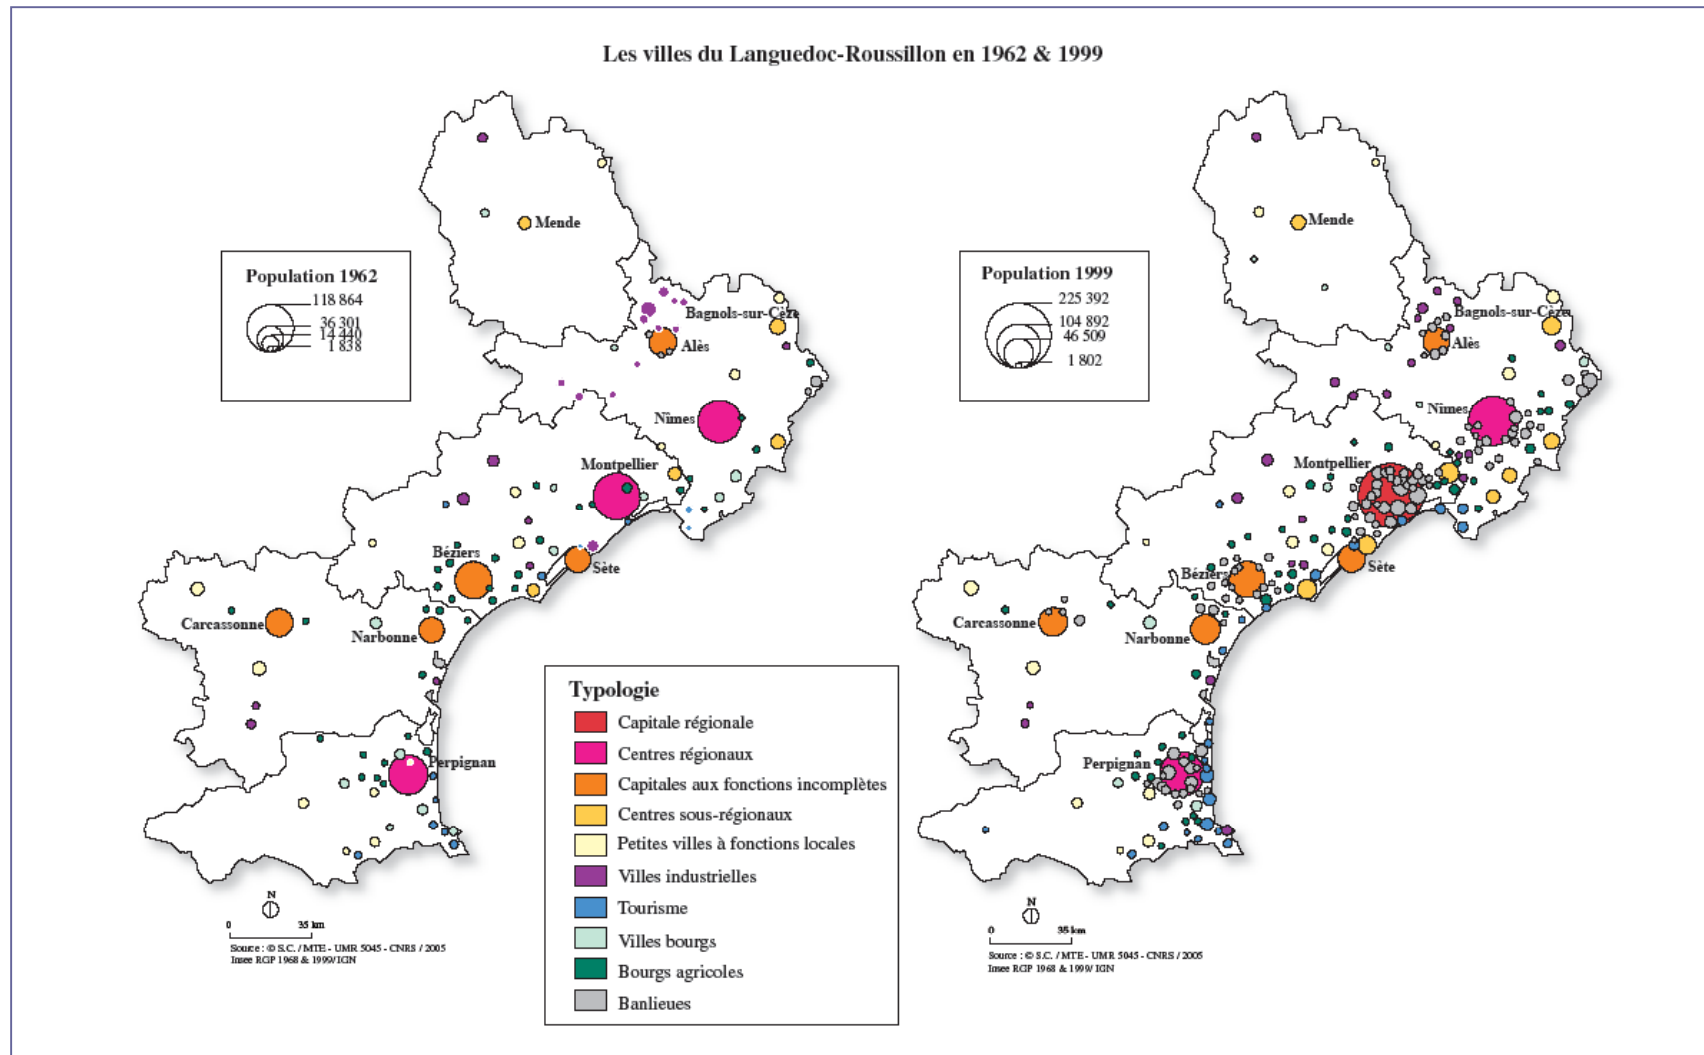 Les villes du Languedoc-Roussillon en 1962 & 1999
Mende
Population 1962
118 864
36 301
14 440
1 838
Bagnols-sur-Cèze
Alès
Nîmes
Montpellier
Béziers
Sète
Carcassonne
Narbonne
Perpignan
N
0 35 km
Source : © S.C. / MTE - UMR 5045 - CNRS / 2005
Insee RGP 1968 & 1999/ IGN
Typologie
Capitale régionale
Centres régionaux
Capitales aux fonctions incomplètes
Centres sous-régionaux
Petites villes à fonctions locales
Villes industrielles
Tourisme
Villes bourgs
Bourgs agricoles
Banlieues
Mende
Population 1999
225 392
104 892
46 509
1 802
Bagnols-sur-Cèze
Alès
Nîmes
Montpellier
Béziers
Sète
Carcassonne
Narbonne
Perpignan
N
0 35 km
Source : © S.C. / MTE - UMR 5045 - CNRS / 2005
Insee RGP 1968 & 1999/ IGN